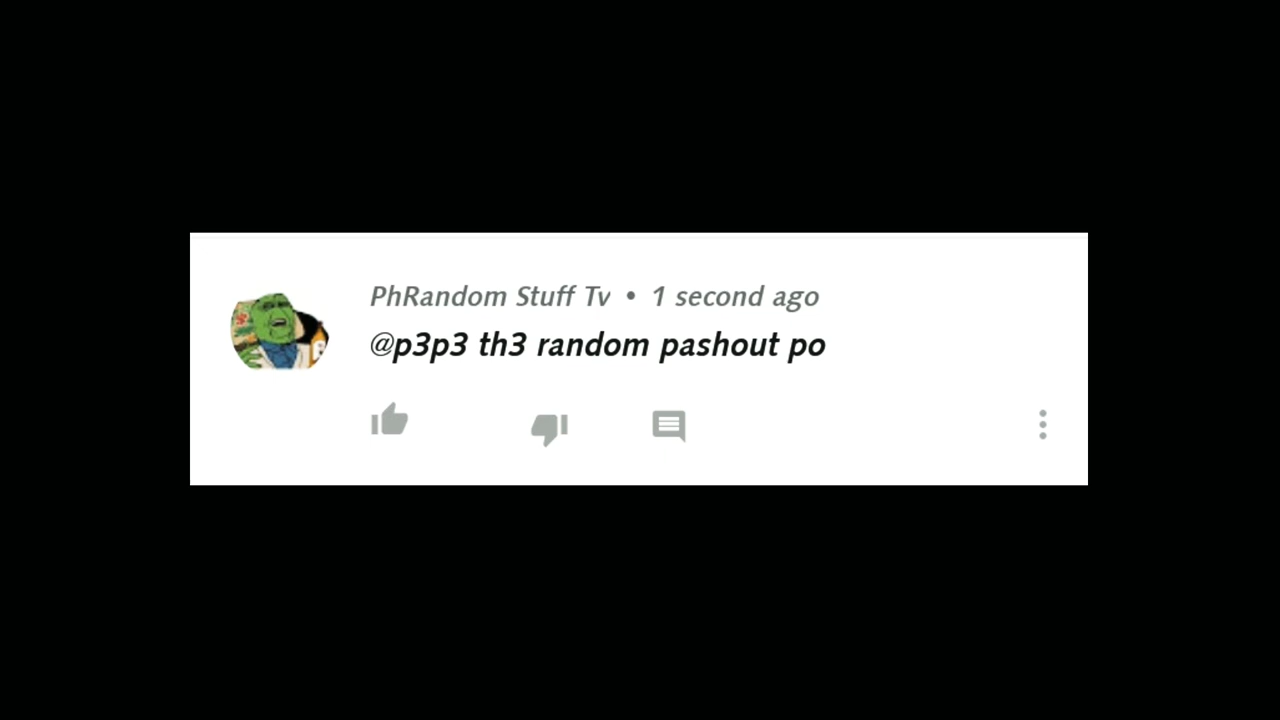 PhRandom Stuff Tv • 1 second ago
@p3p3 th3 random pashout po